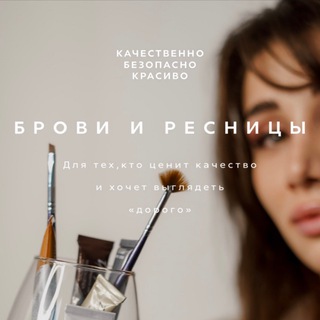 КАЧЕСТВЕННО
БЕЗОПАСНО
КРАСИВО
БРОВИ И РЕСНИЦЫ
Для тех,кто ценит качество
и хочет выглядеть
«дорого»